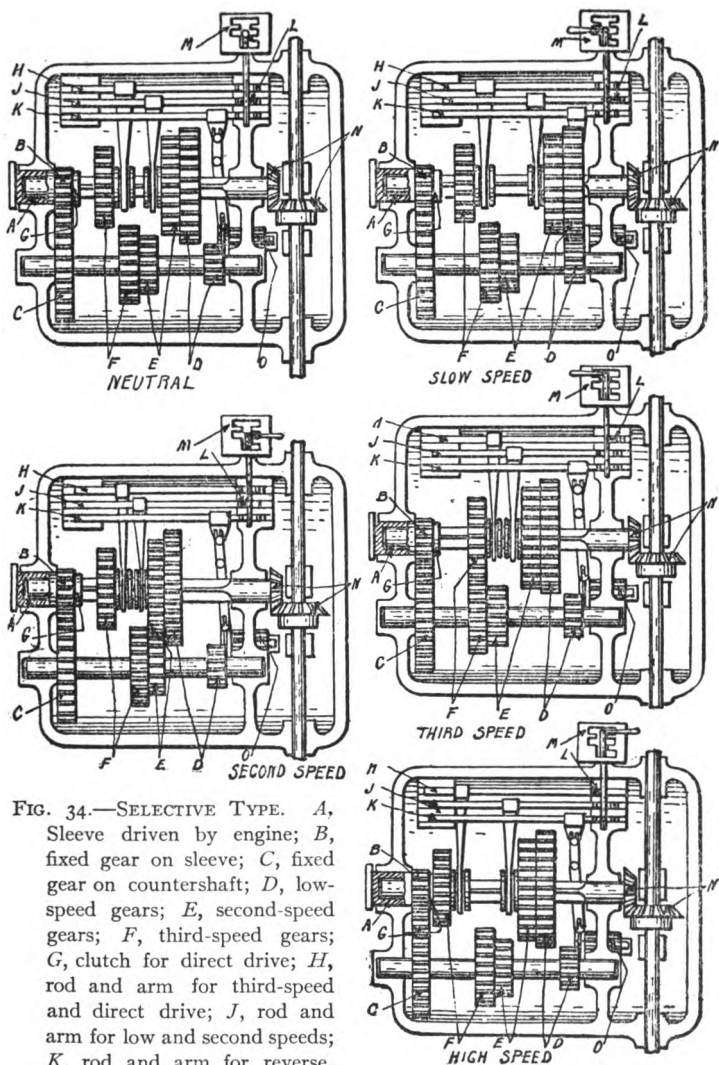 M
L
H
J
K
N
B
A
G
C
F E D O
NEUTRAL
M
L
H
J
K
N
B
A
G
C
F E D O
SLOW SPEED
M
L
H
J
K
B
N
A
G
C
F E D O
SECOND SPEED
M
L
H
J
K
B
N
A
G
C
F E D O
THIRD SPEED
M
L
H
J
K
B
N
A
G
C
F E D O
HIGH SPEED
FIG. 34.—SELECTIVE TYPE. A,
Sleeve driven by engine; B,
fixed gear on sleeve; C, fixed
gear on countershaft; D, low-
speed gears; E, second-speed
gears; F, third-speed gears;
G, clutch for direct drive; H,
rod and arm for third-speed
and direct drive; J, rod and
arm for low and second speeds;
K, rod and arm for reverse